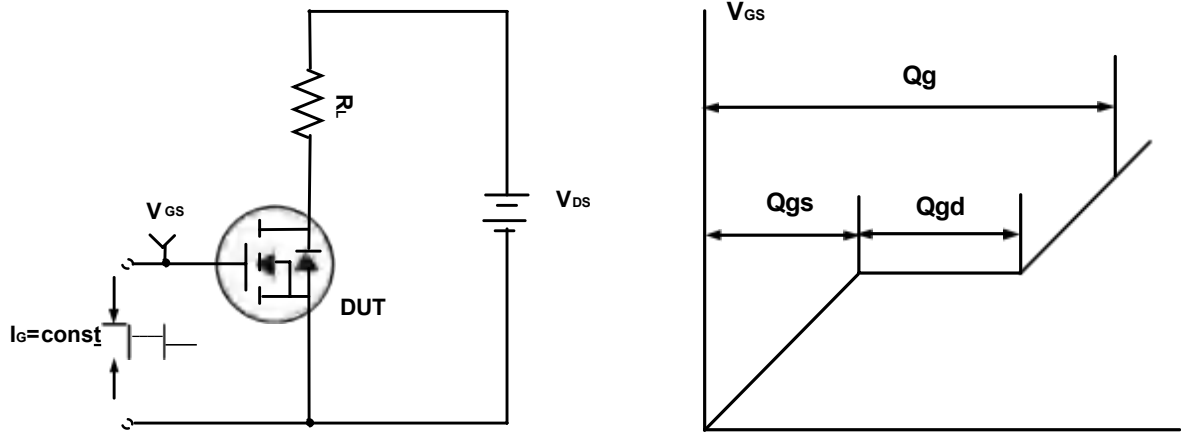 RL
VDS
VGS
DUT
IG=const
VGS
Qg
Qgs
Qgd